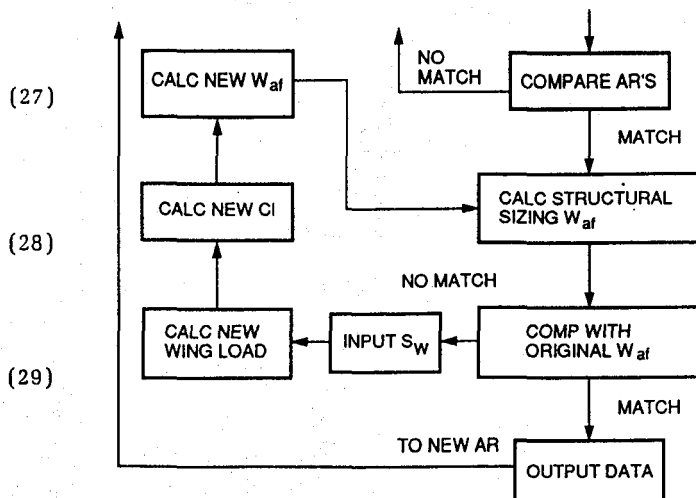 (27)
(28)
(29)
CALC NEW Waf
NO
MATCH
COMPARE AR'S
MATCH
CALC NEW Cl
CALC STRUCTURAL
SIZING Waf
NO MATCH
CALC NEW
WING LOAD
INPUT SW
COMP WITH
ORIGINAL Waf
MATCH
TO NEW AR
OUTPUT DATA